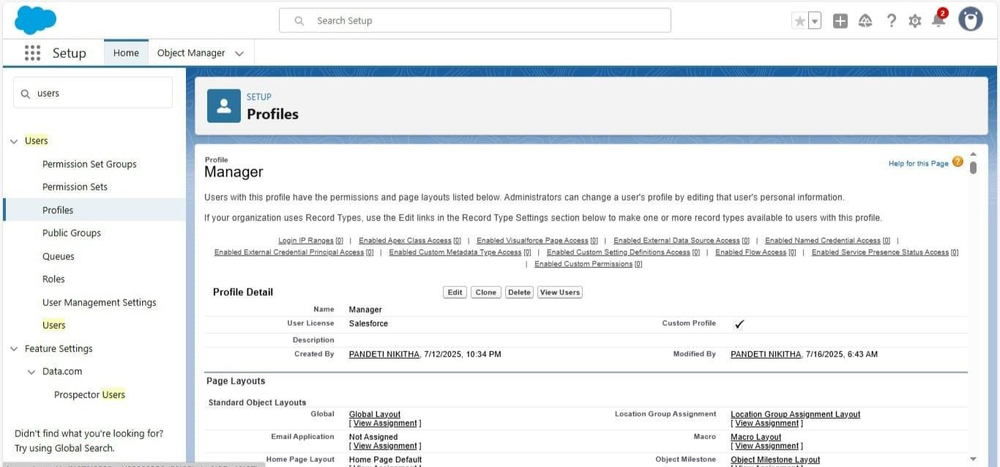 Search Setup
2
Setup Home Object Manager
users
SETUP
Profiles
Users
Permission Set Groups
Permission Sets
Profiles
Public Groups
Queues
Roles
User Management Settings
Users
Feature Settings
Data.com
Prospector Users
Didn't find what you're looking for?
Try using Global Search.
Profile
Manager
Help for this Page ?
Users with this profile have the permissions and page layouts listed below. Administrators can change a user's profile by editing that user's personal information.
If your organization uses Record Types, use the Edit links in the Record Type Settings section below to make one or more record types available to users with this profile.
Login IP Ranges [0] | Enabled Apex Class Access [0] | Enabled Visualforce Page Access [0] | Enabled External Data Source Access [0] | Enabled Named Credential Access [0] |
Enabled External Credential Principal Access [0] | Enabled Custom Metadata Type Access [0] | Enabled Custom Setting Definitions Access [0] | Enabled Flow Access [0] | Enabled Service Presence Status Access [0]
| Enabled Custom Permissions [0]
Profile Detail Edit Clone Delete View Users
Name Manager
User License Salesforce Custom Profile ✓
Description
Created By PANDETI NIKITHA, 7/12/2025, 10:34 PM Modified By PANDETI NIKITHA, 7/16/2025, 6:43 AM
Page Layouts
Standard Object Layouts
Global Global Layout Location Group Assignment Location Group Assignment Layout
[ View Assignment ] [ View Assignment ]
Email Application Not Assigned Macro Macro Layout
[ View Assignment ] [ View Assignment ]
Home Page Layout Home Page Default Object Milestone Object Milestone Layout